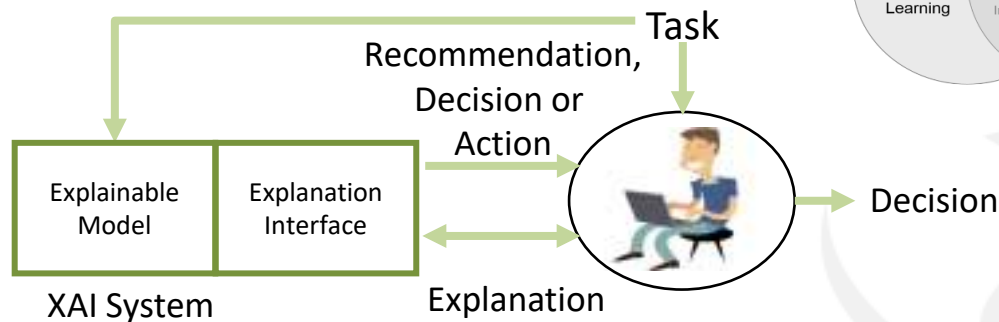 Learning
Task
Recommendation,
Decision or
Action
Explainable
Model
Explanation
Interface
Decision
XAI System
Explanation